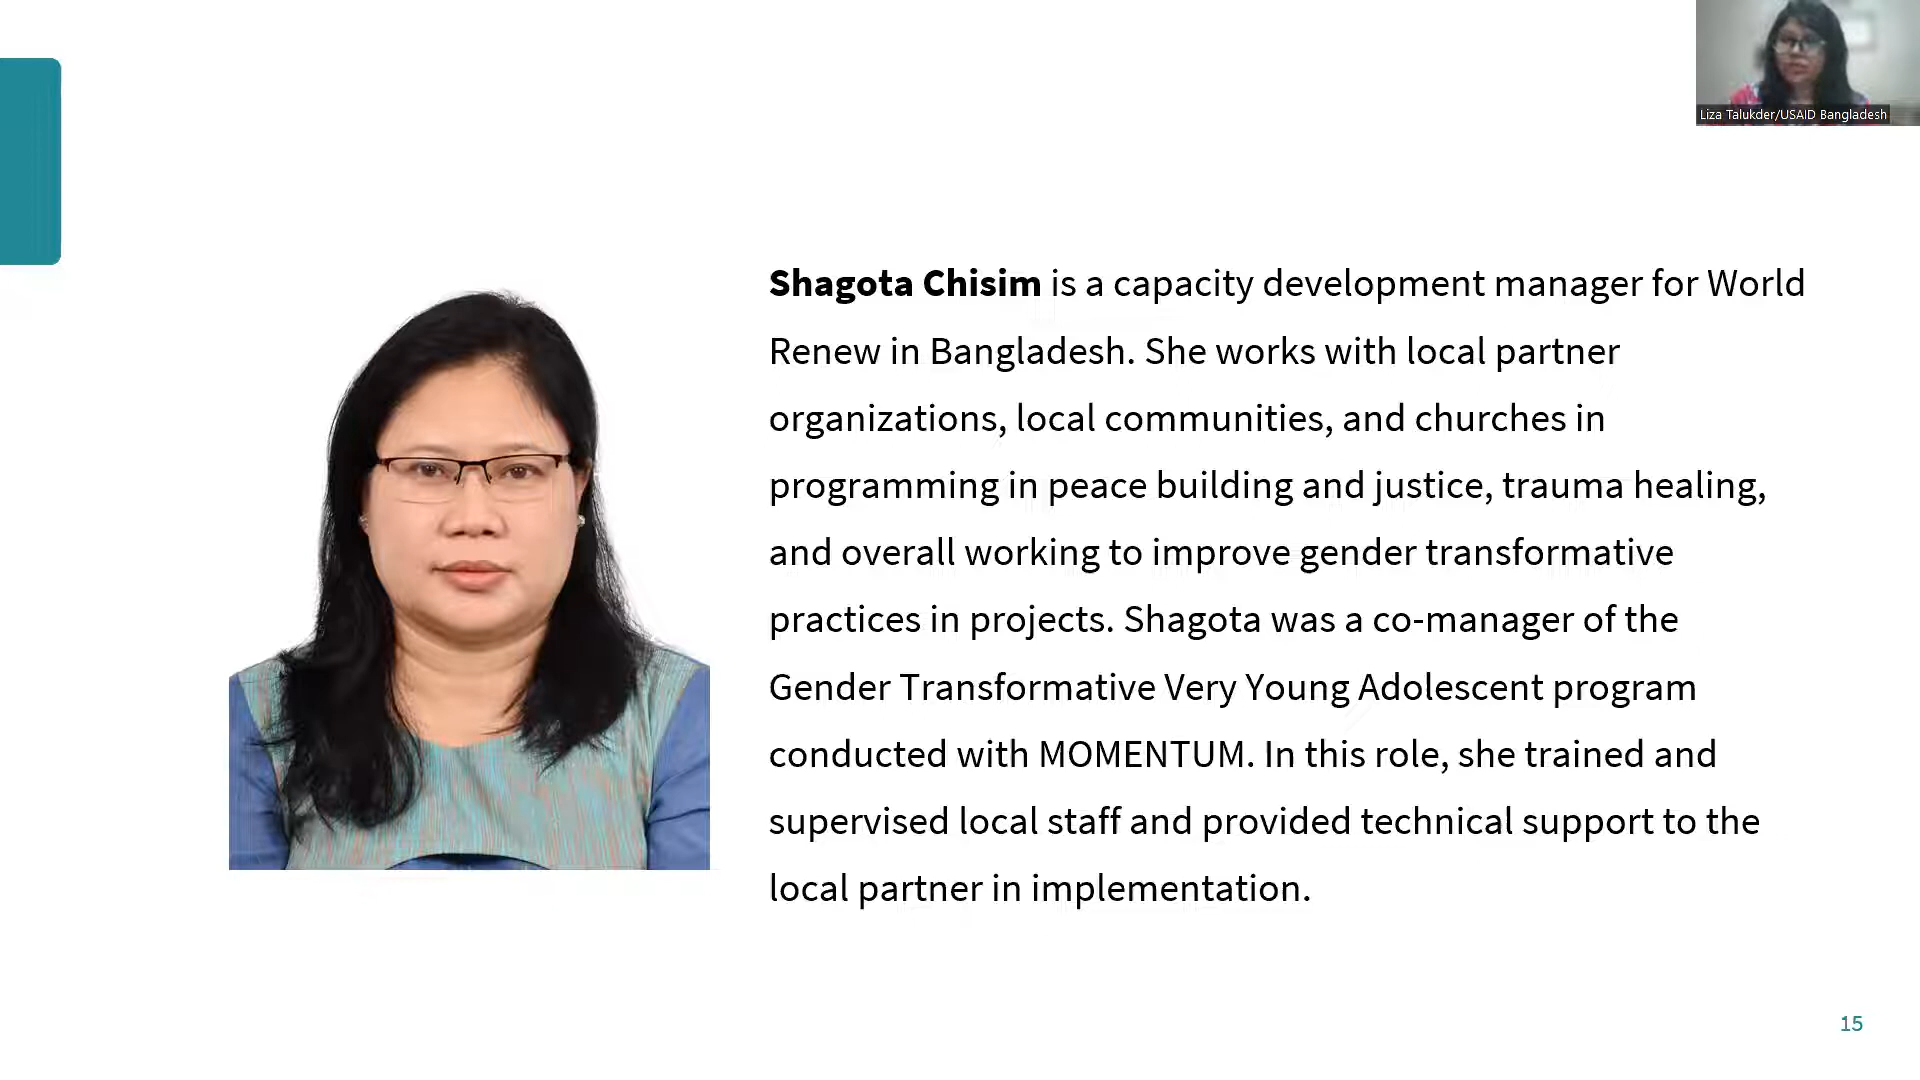 Liza Talukder/USAID Bangladesh
Shagota Chisim is a capacity development manager for World
Renew in Bangladesh. She works with local partner
organizations, local communities, and churches in
programming in peace building and justice, trauma healing,
and overall working to improve gender transformative
practices in projects. Shagota was a co-manager of the
Gender Transformative Very Young Adolescent program
conducted with MOMENTUM. In this role, she trained and
supervised local staff and provided technical support to the
local partner in implementation.
15